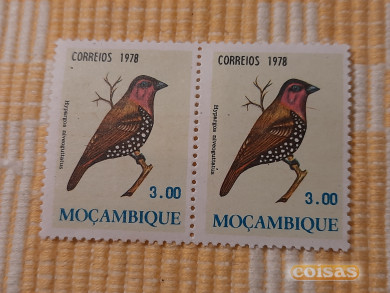 CORREIOS 1978
Hypargos niveoguttatus
3.00
MOÇAMBIQUE
CORREIOS 1978
Hypargos niveoguttatus
3.00
MOÇAMBIQUE
coisas